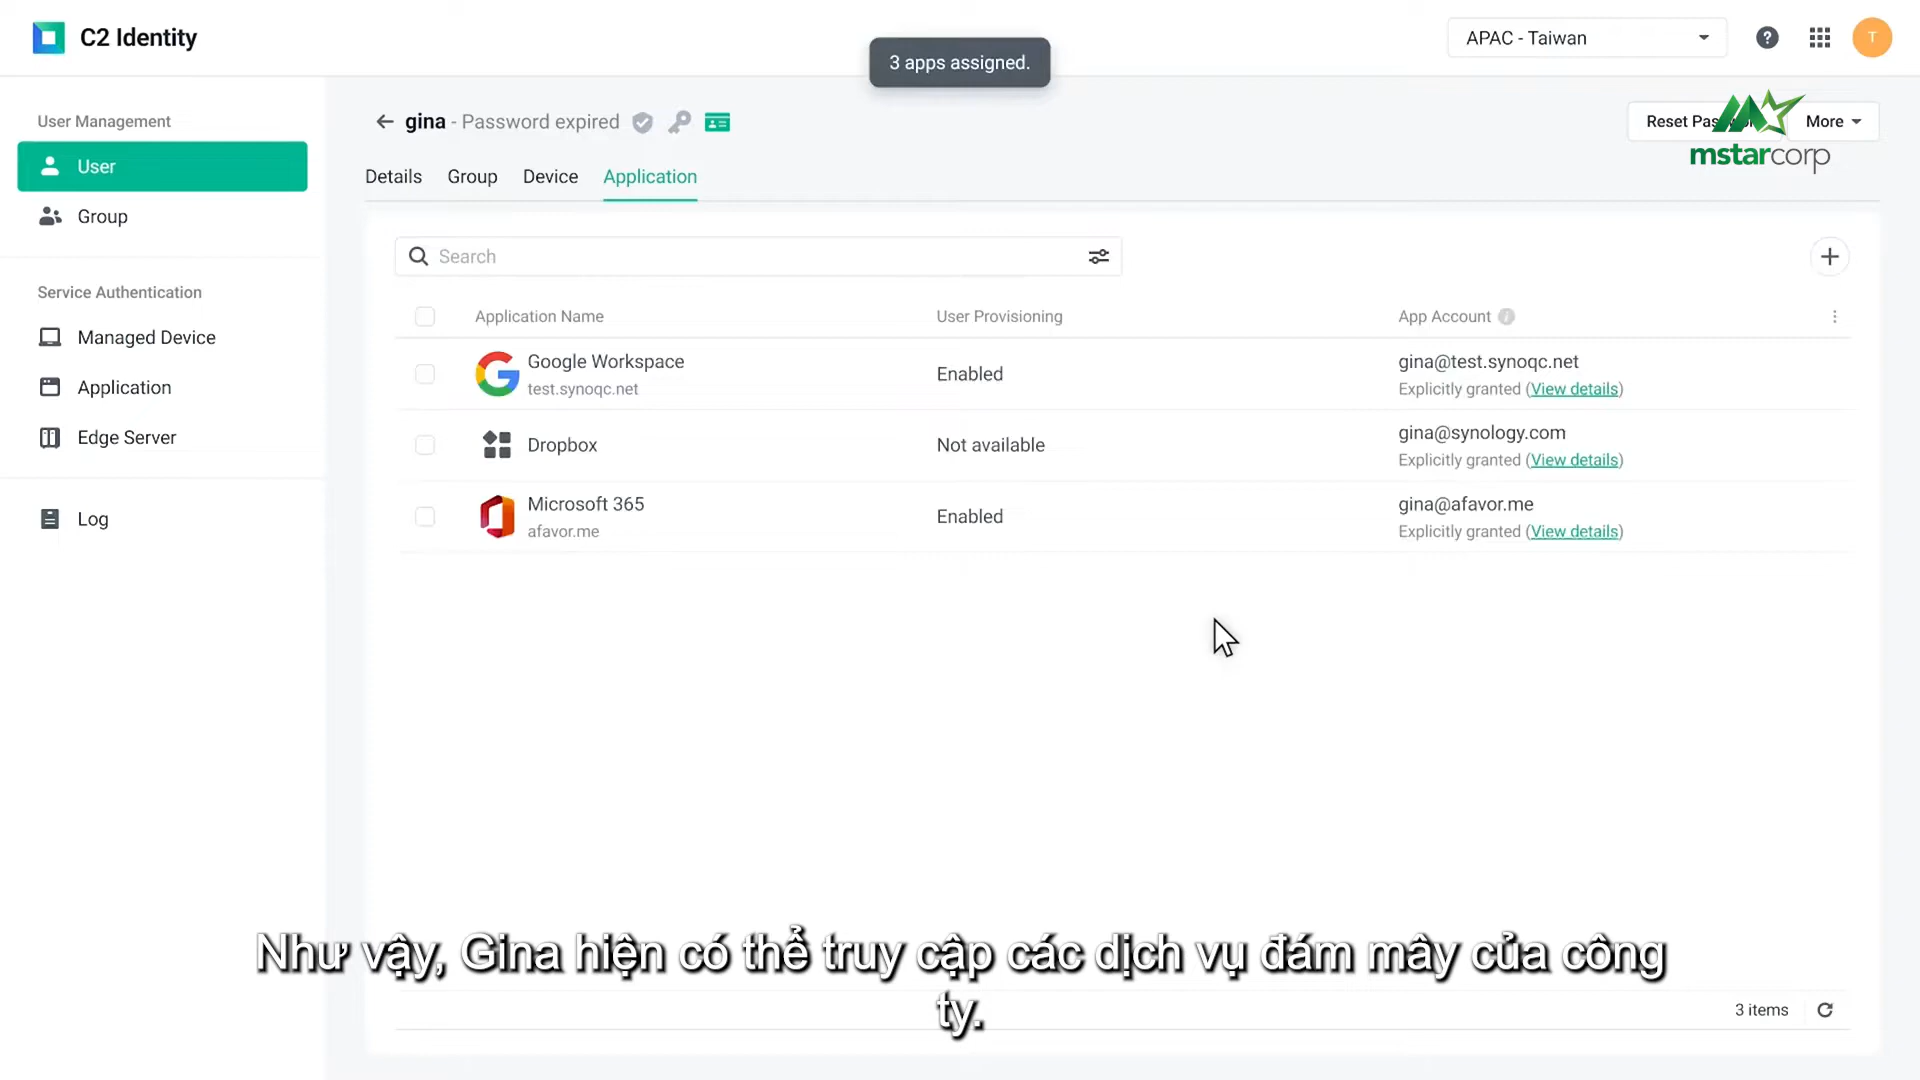 C2 Identity
3 apps assigned.
APAC - Taiwan
T
User Management
User
Group
Service Authentication
Managed Device
Application
Edge Server
Log
gina - Password expired
Reset Pas
More
mstarcorp
Details Group Device Application
Search
Application Name User Provisioning App Account
Google Workspace
test.synoqc.net
Enabled
gina@test.synoqc.net
Explicitly granted (View details)
Dropbox
Not available
gina@synology.com
Explicitly granted (View details)
Microsoft 365
afavor.me
Enabled
gina@afavor.me
Explicitly granted (View details)
Như vậy, Gina hiện có thể truy cập các dịch vụ đám mây của công
ty.
3 items